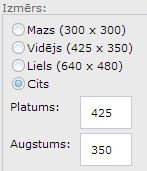 Izmērs:
Mazs (300 x 300)
Vidējs (425 x 350)
Liels (640 x 480)
Cits
Platums: 425
Augstums: 350